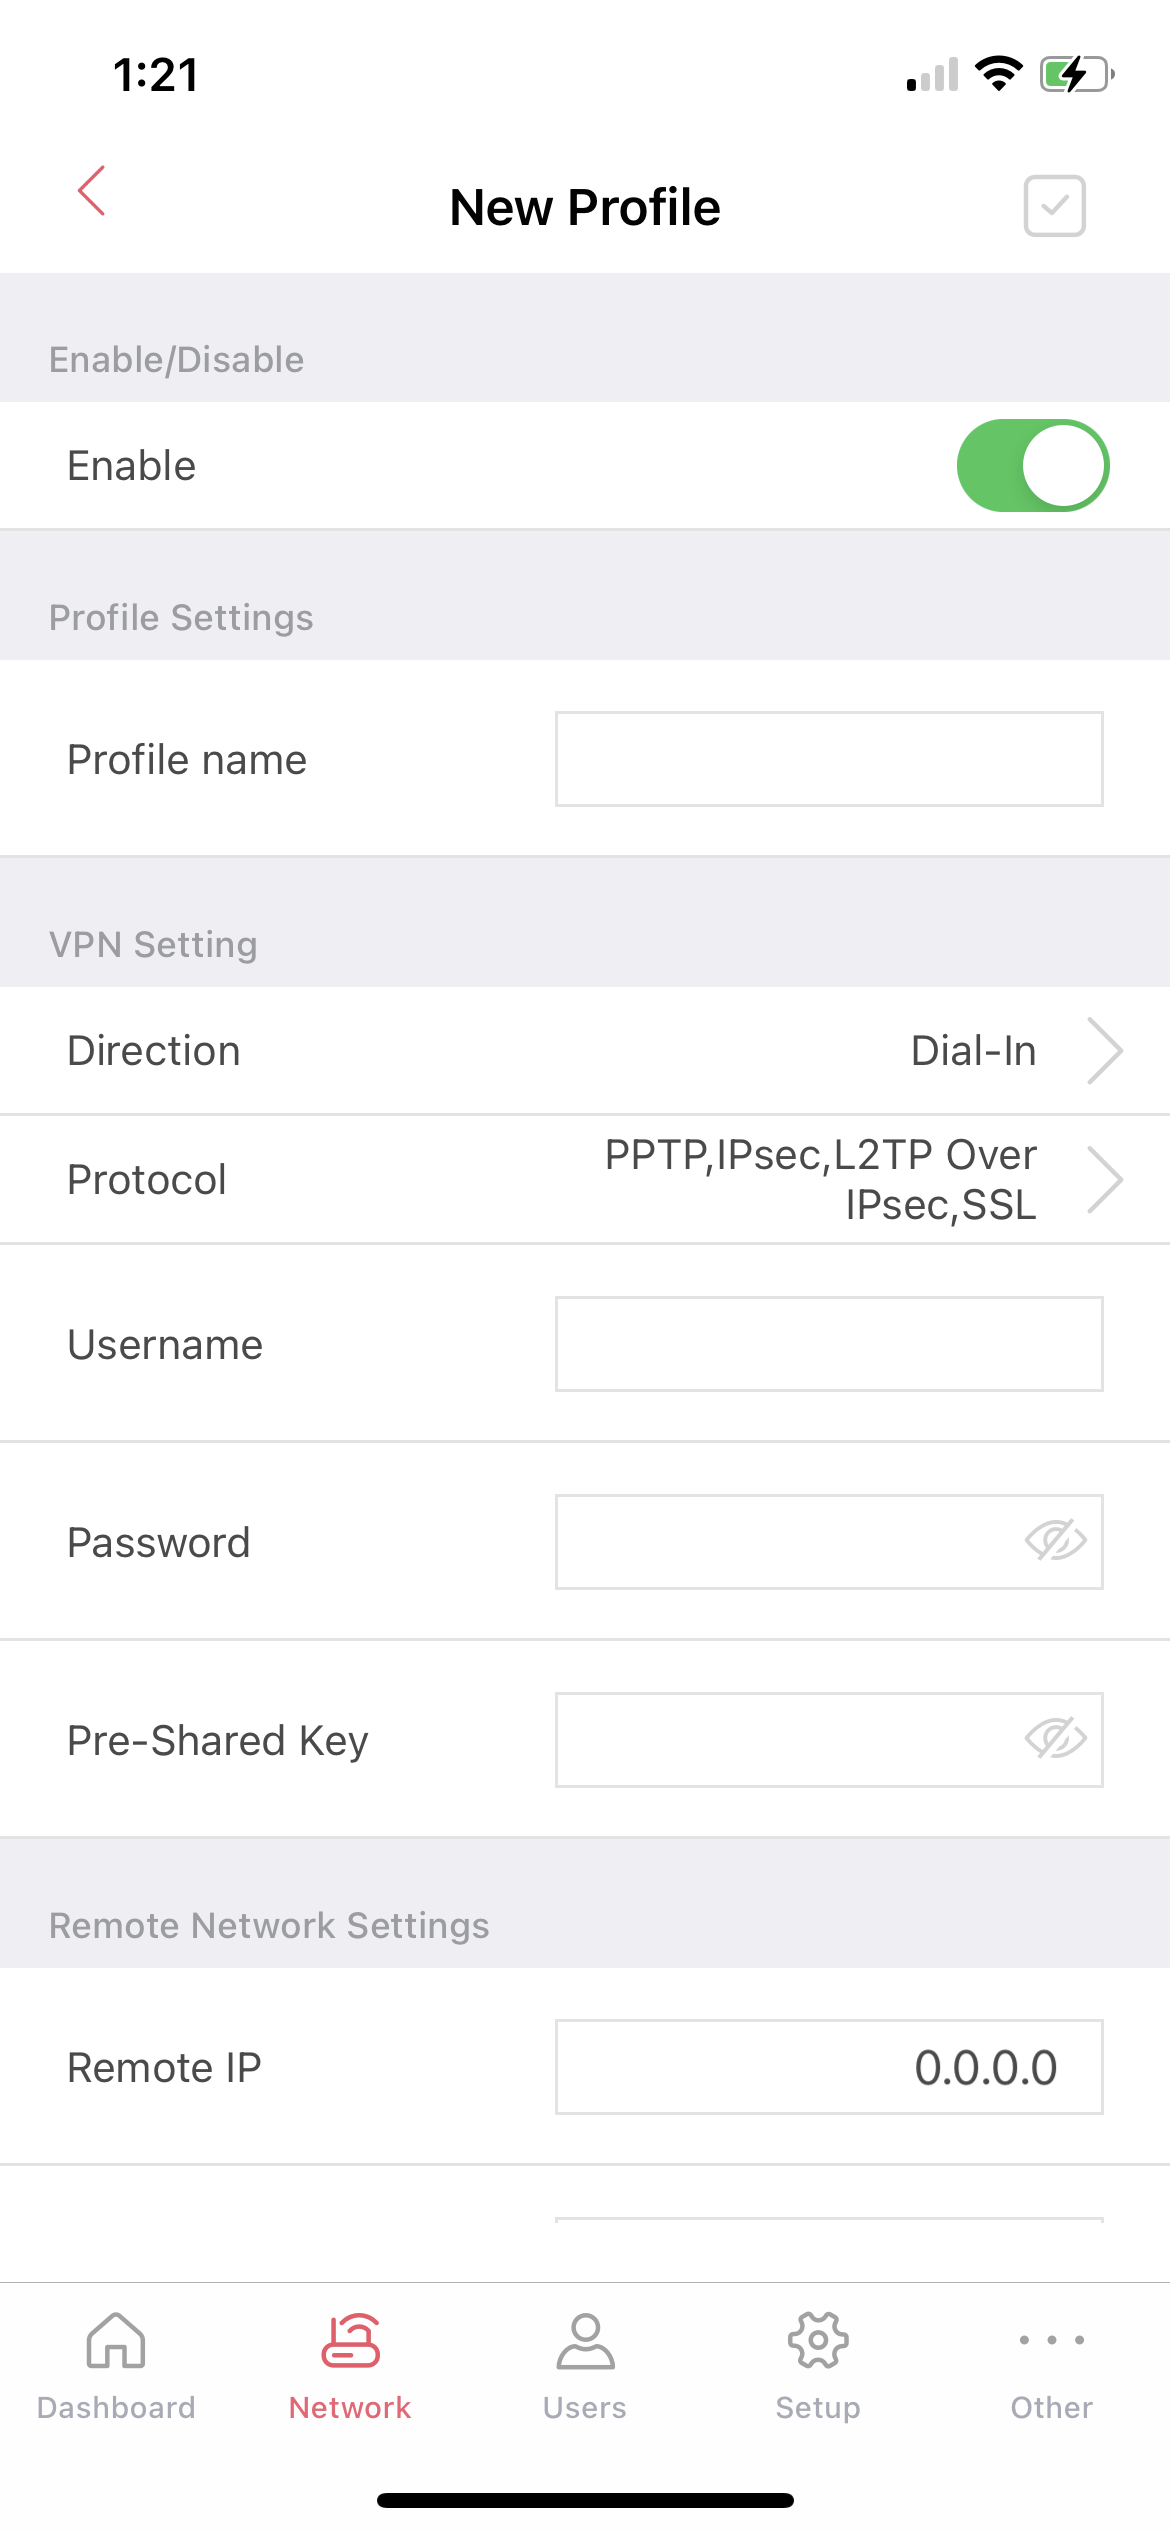 1:21
New Profile
Enable/Disable
Enable
Profile Settings
Profile name
VPN Setting
Direction
Dial-In
Protocol
PPTP,IPsec,L2TP Over
IPsec,SSL
Username
Password
Pre-Shared Key
Remote Network Settings
Remote IP
0.0.0.0
Dashboard
Network
Users
Setup
Other